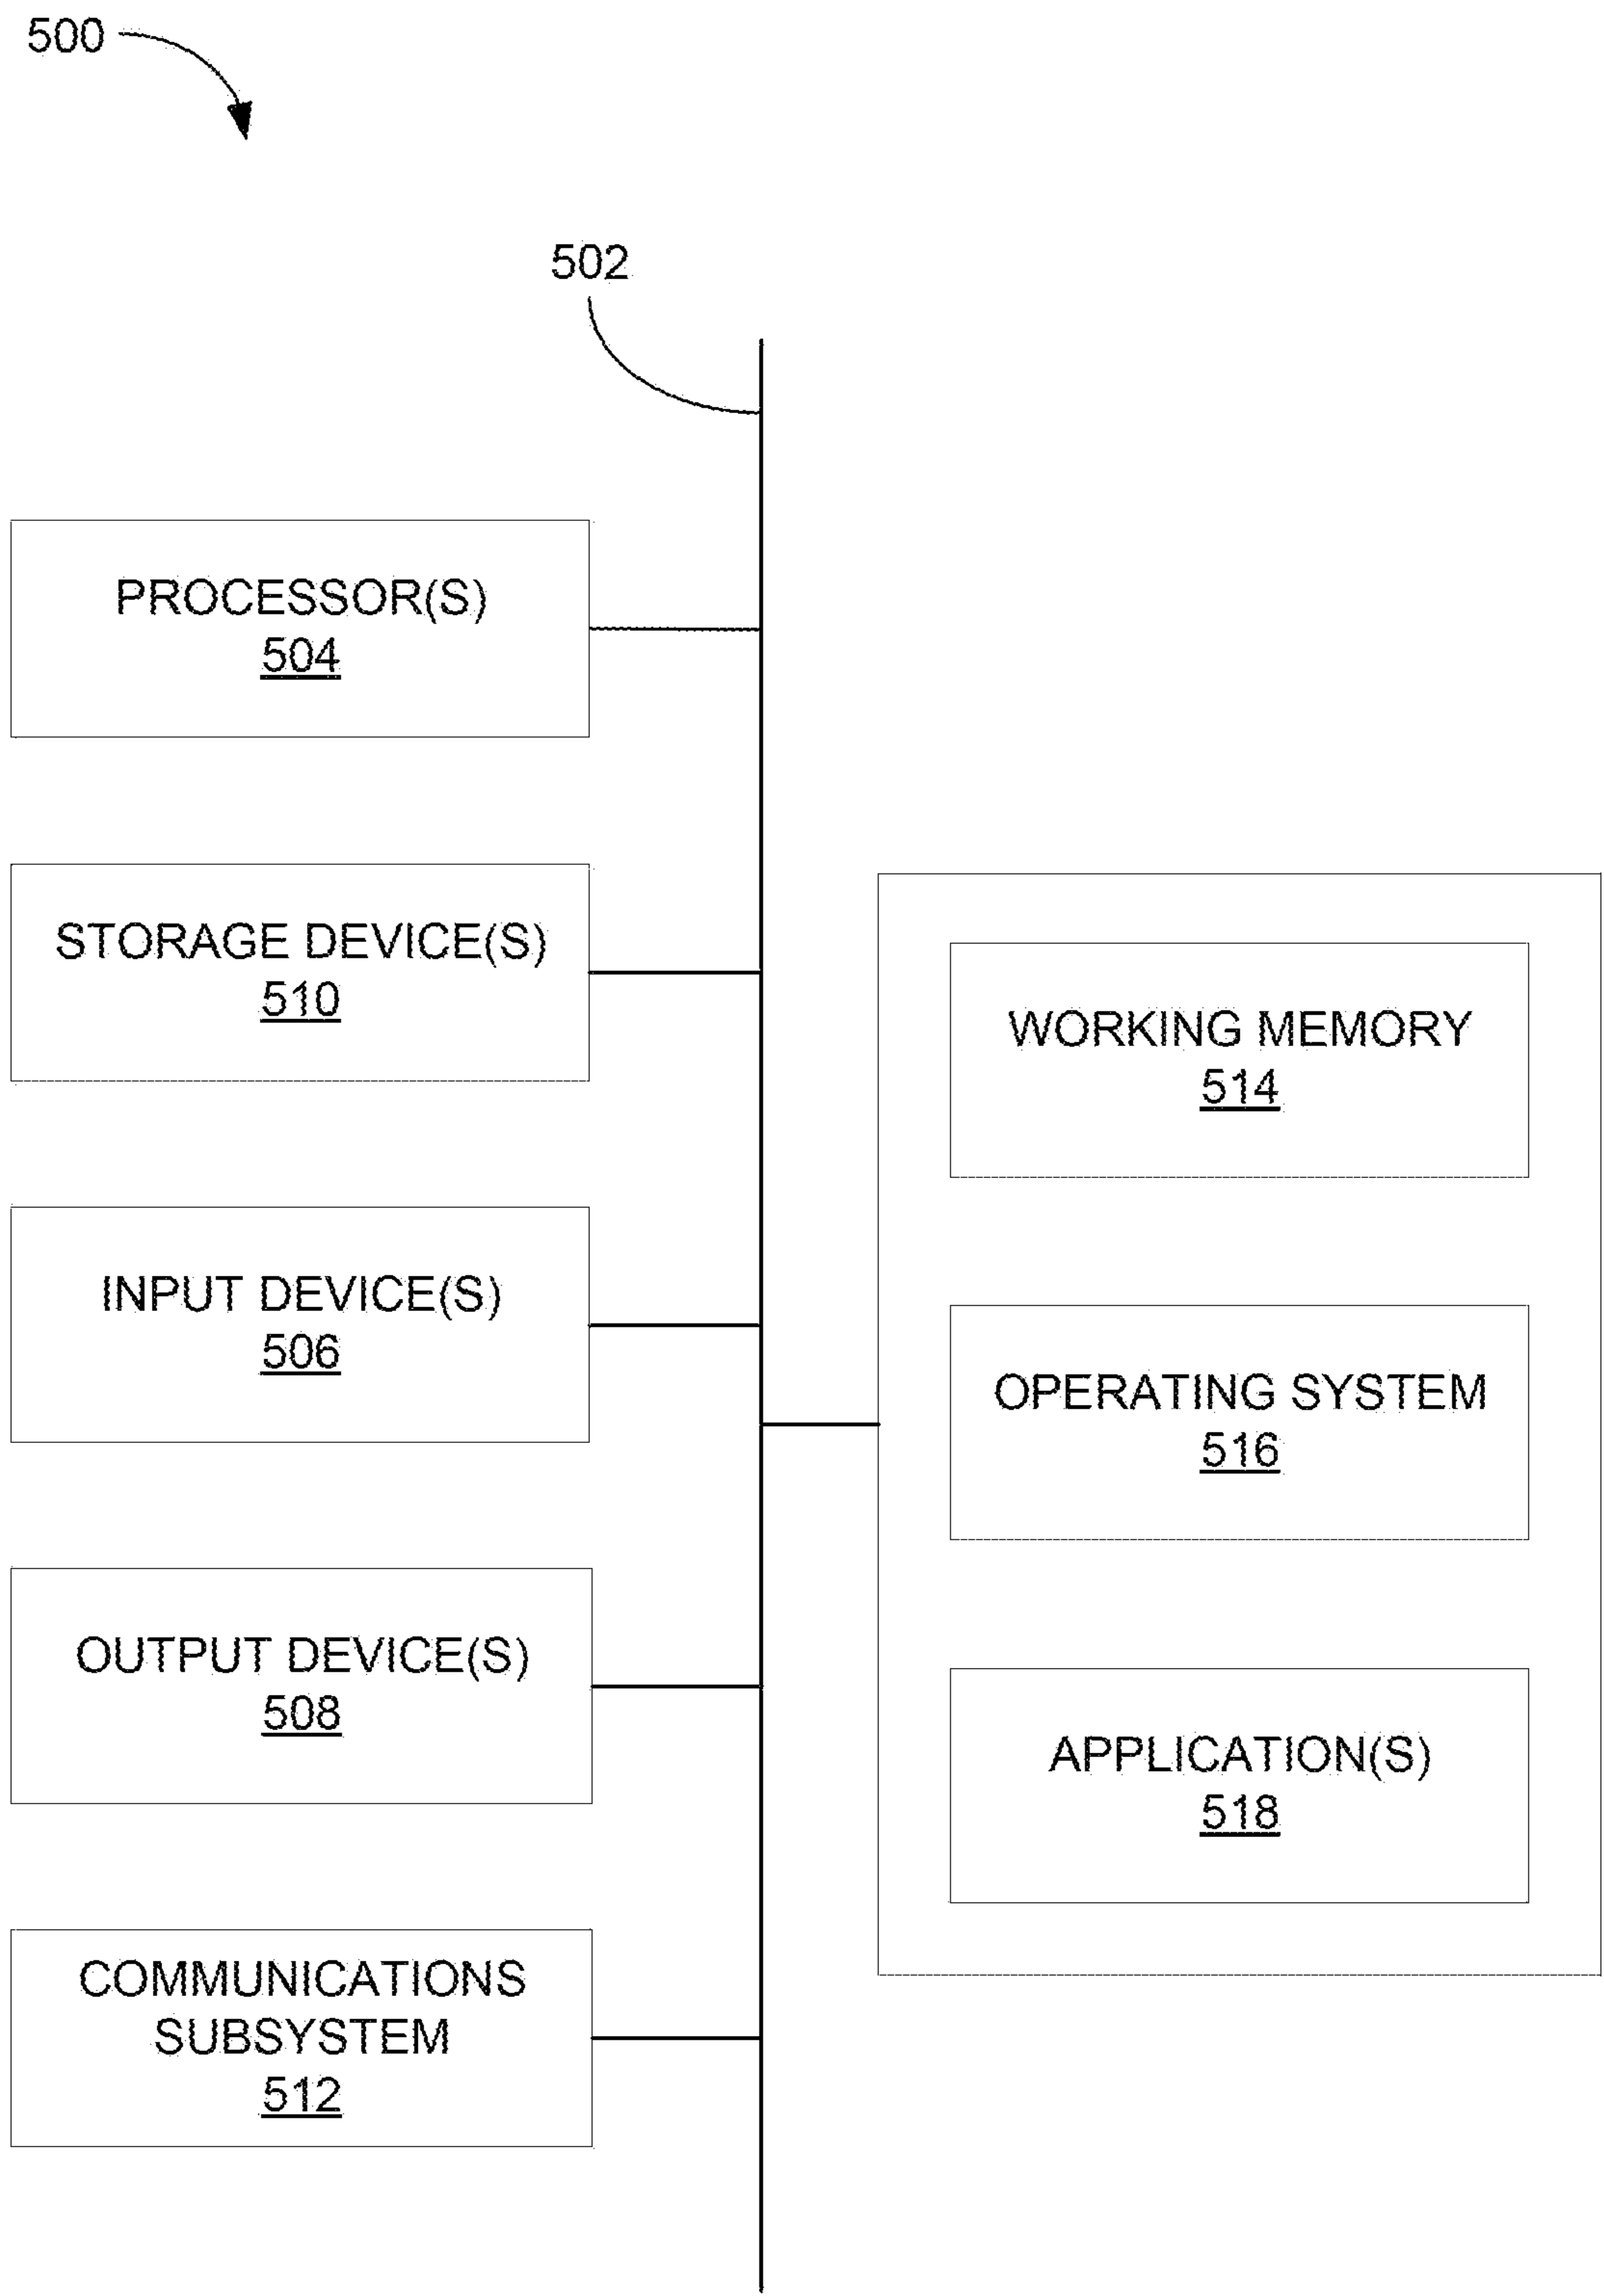 500
502
PROCESSOR(S)
504
STORAGE DEVICE(S)
510
INPUT DEVICE(S)
506
OUTPUT DEVICE(S)
508
COMMUNICATIONS
SUBSYSTEM
512
WORKING MEMORY
514
OPERATING SYSTEM
516
APPLICATION(S)
518